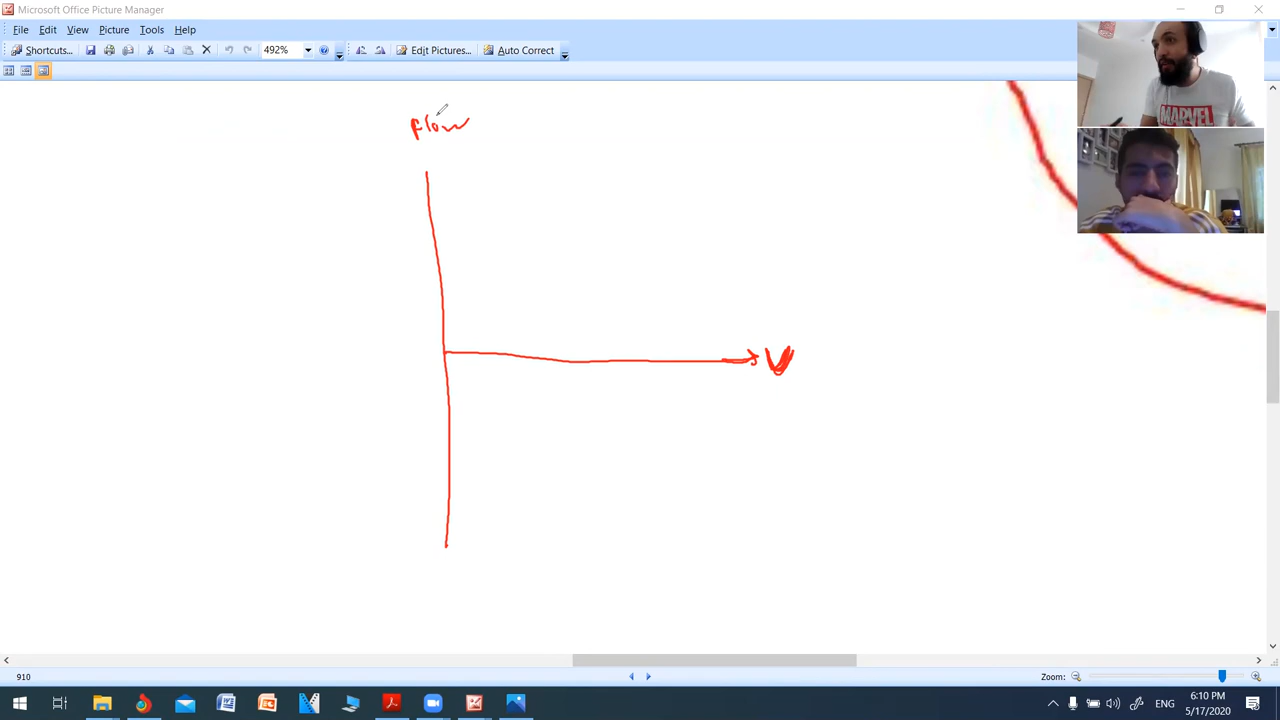 Microsoft Office Picture Manager
File Edit View Picture Tools Help
Shortcuts... 492% Edit Pictures... Auto Correct
MARVEL
flow
V
910 Zoom:
ENG 6:10 PM
5/17/2020